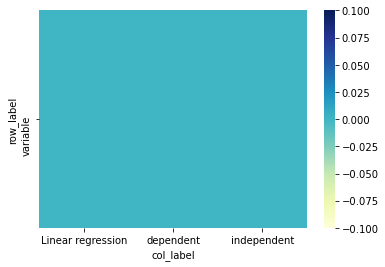 row_label
variable
Linear regression
dependent
independent
col_label
0.100
0.075
0.050
0.025
0.000
−0.025
−0.050
−0.075
−0.100